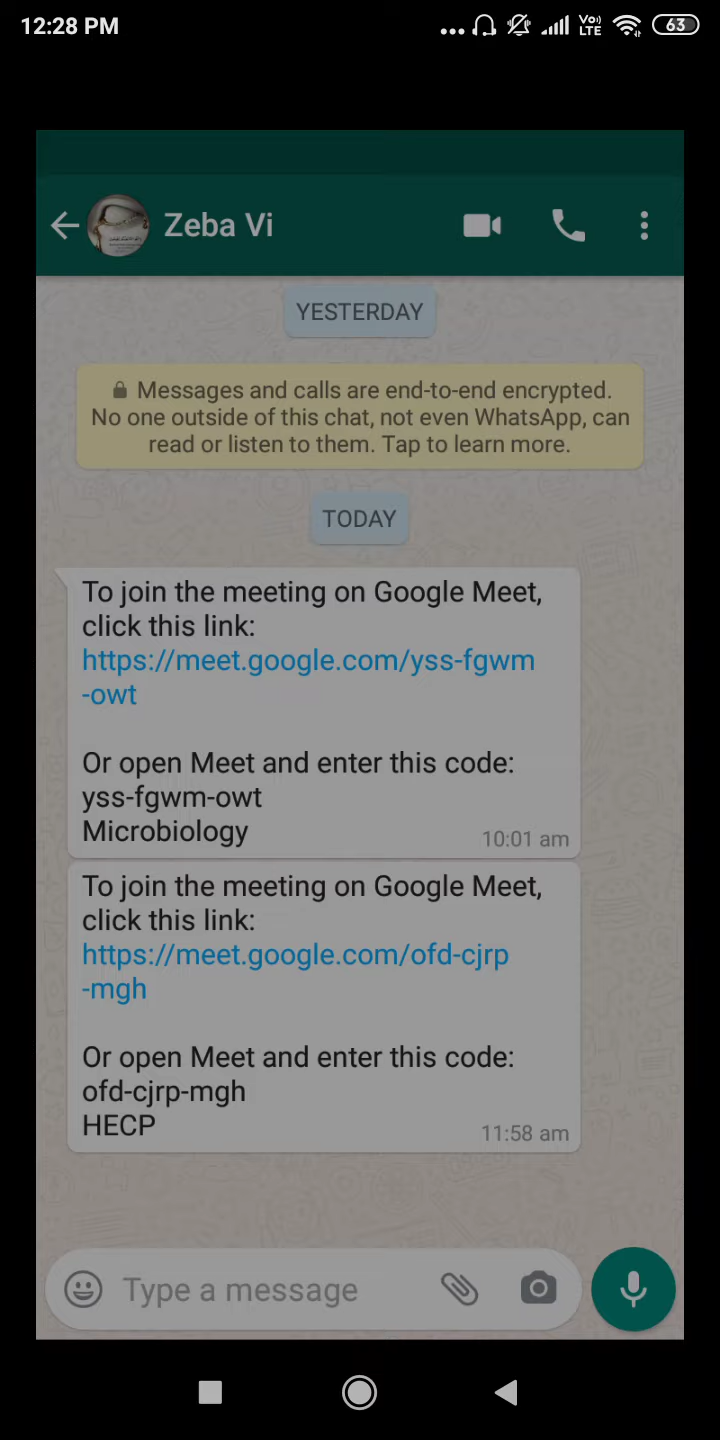 12:28 PM
Vo)) LTE
63
Zeba Vi
YESTERDAY
Messages and calls are end-to-end encrypted.
No one outside of this chat, not even WhatsApp, can
read or listen to them. Tap to learn more.
TODAY
To join the meeting on Google Meet,
click this link:
https://meet.google.com/yss-fgwm
-owt
Or open Meet and enter this code:
yss-fgwm-owt
Microbiology
10:01 am
To join the meeting on Google Meet,
click this link:
https://meet.google.com/ofd-cjrp
-mgh
Or open Meet and enter this code:
ofd-cjrp-mgh
HECP
11:58 am
Type a message